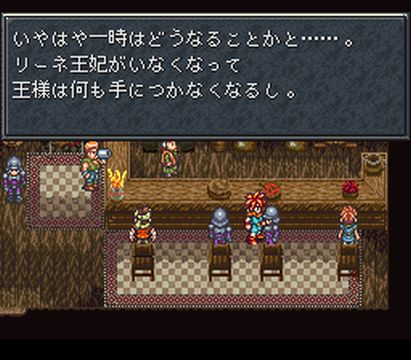 いやはや一時はどうなることかと……。
リーネ王妃がいなくなって
王様は何も手につかなくなるし。